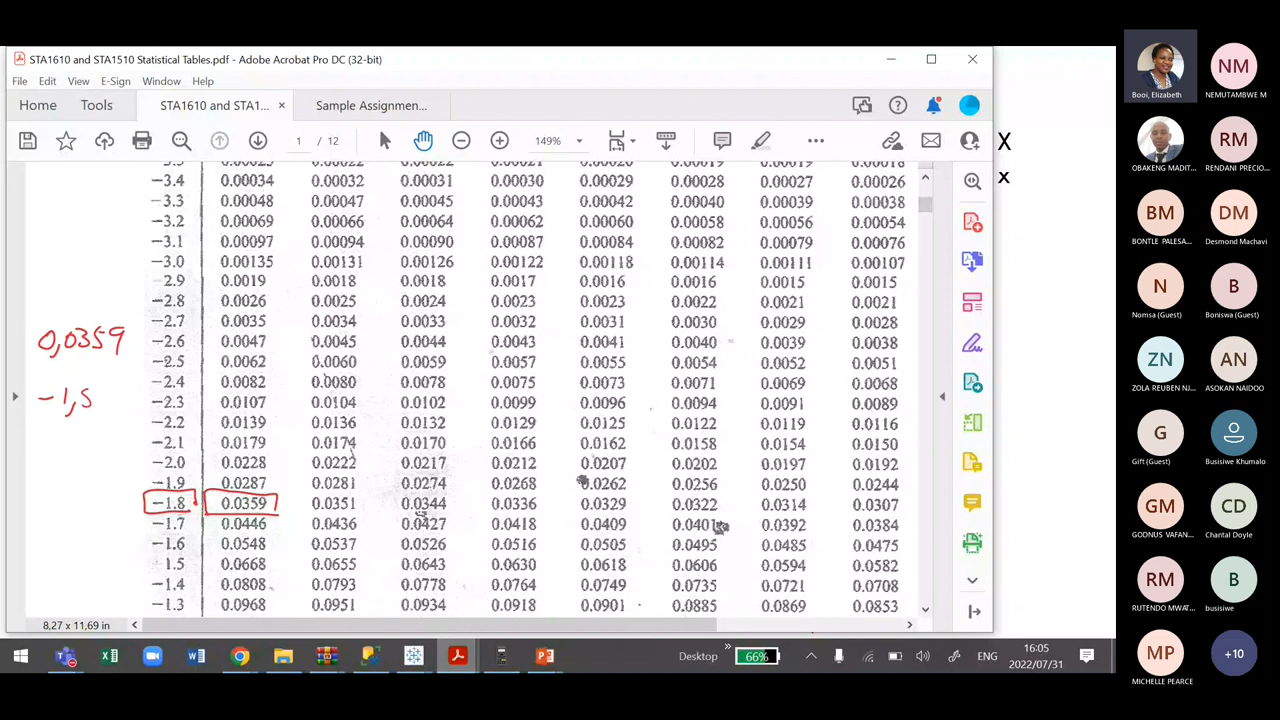 STA1610 and STA1510 Statistical Tables.pdf - Adobe Acrobat Pro DC (32-bit)
File Edit View E-Sign Window Help
Home Tools STA1610 and STA1... × Sample Assignmen...
1 / 12 149%
−3.4 0.00034 0.00032 0.00031 0.00030 0.00029 0.00028 0.00027 0.00026
−3.3 0.00048 0.00047 0.00045 0.00043 0.00042 0.00040 0.00039 0.00038
−3.2 0.00069 0.00066 0.00064 0.00062 0.00060 0.00058 0.00056 0.00054
−3.1 0.00097 0.00094 0.00090 0.00087 0.00084 0.00082 0.00079 0.00076
−3.0 0.00135 0.00131 0.00126 0.00122 0.00118 0.00114 0.00111 0.00107
−2.9 0.0019 0.0018 0.0018 0.0017 0.0016 0.0016 0.0015 0.0015
−2.8 0.0026 0.0025 0.0024 0.0023 0.0023 0.0022 0.0021 0.0021
−2.7 0.0035 0.0034 0.0033 0.0032 0.0031 0.0030 0.0029 0.0028
−2.6 0.0047 0.0045 0.0044 0.0043 0.0041 0.0040 0.0039 0.0038
−2.5 0.0062 0.0060 0.0059 0.0057 0.0055 0.0054 0.0052 0.0051
−2.4 0.0082 0.0080 0.0078 0.0075 0.0073 0.0071 0.0069 0.0068
−2.3 0.0107 0.0104 0.0102 0.0099 0.0096 0.0094 0.0091 0.0089
−2.2 0.0139 0.0136 0.0132 0.0129 0.0125 0.0122 0.0119 0.0116
−2.1 0.0179 0.0174 0.0170 0.0166 0.0162 0.0158 0.0154 0.0150
−2.0 0.0228 0.0222 0.0217 0.0212 0.0207 0.0202 0.0197 0.0192
−1.9 0.0287 0.0281 0.0274 0.0268 0.0262 0.0256 0.0250 0.0244
−1.8 0.0359 0.0351 0.0344 0.0336 0.0329 0.0322 0.0314 0.0307
−1.7 0.0446 0.0436 0.0427 0.0418 0.0409 0.0401 0.0392 0.0384
−1.6 0.0548 0.0537 0.0526 0.0516 0.0505 0.0495 0.0485 0.0475
−1.5 0.0668 0.0655 0.0643 0.0630 0.0618 0.0606 0.0594 0.0582
−1.4 0.0808 0.0793 0.0778 0.0764 0.0749 0.0735 0.0721 0.0708
−1.3 0.0968 0.0951 0.0934 0.0918 0.0901 0.0885 0.0869 0.0853
0,0359
−1,5
8,27 x 11,69 in
X
x
Desktop » 66% ENG 16:05
2022/07/31
Booi, Elizabeth
NM
NEMUTAMBWE M
OBAKENG MADIT...
RM
RENDANI PRECIO...
BM
BONTLE PALESA...
DM
Desmond Machavi
N
Nomsa (Guest)
B
Boniswa (Guest)
ZN
ZOLA REUBEN NJ...
AN
ASOKAN NAIDOO
G
Gift (Guest)
Busisiwe Khumalo
GM
GODNUS VAFAN...
CD
Chantal Doyle
RM
RUTENDO MWAT...
B
busisiwe
MP
MICHELLE PEARCE
+10